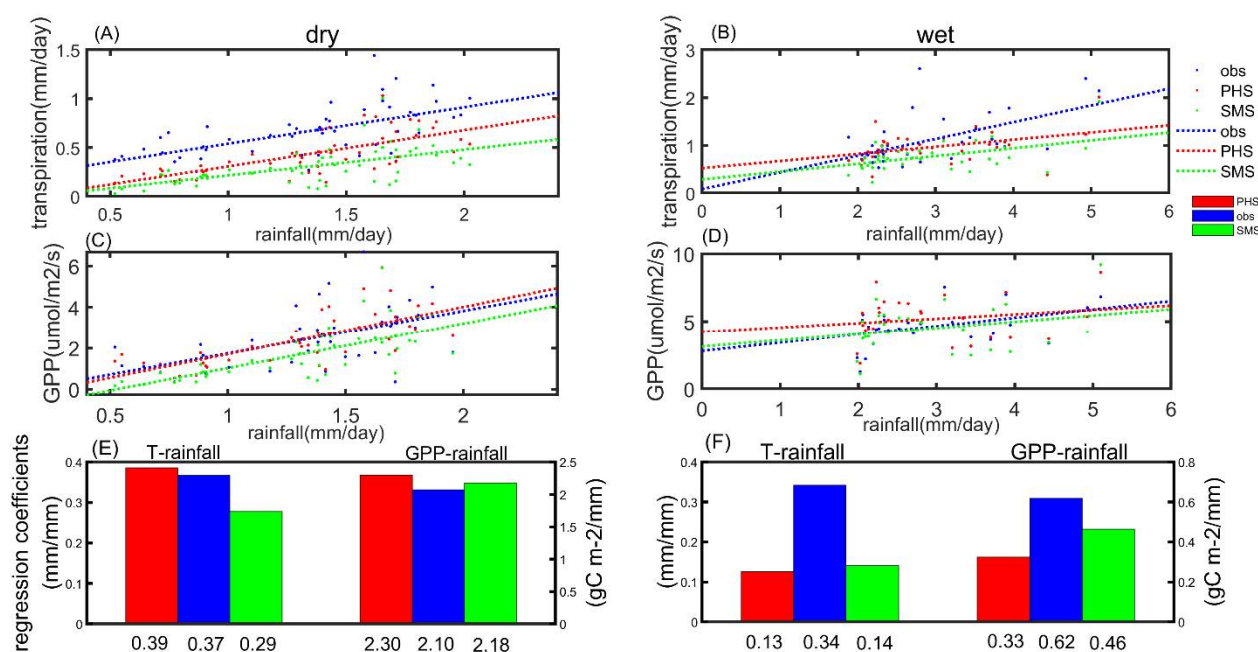 (A)
dry
transpiration(mm/day)
1.5
1
0.5
0
0.5
1
1.5
2
rainfall(mm/day)
(B)
wet
transpiration(mm/day)
3
2
1
0
0
1
2
3
4
5
6
rainfall(mm/day)
obs
PHS
SMS
obs
PHS
SMS
PHS
obs
SMS
(C)
GPP(umol/m2/s)
6
4
2
0
0.5
1
1.5
2
rainfall(mm/day)
(D)
GPP(umol/m2/s)
10
5
0
0
1
2
3
4
5
6
rainfall(mm/day)
(E)
T-rainfall
GPP-rainfall
regression coefficients
(mm/mm)
0.4
0.3
0.2
0.1
0
2.5
2
1.5
1
0.5
0
(gC m-2/mm)
0.39 0.37 0.29 2.30 2.10 2.18
(F)
T-rainfall
GPP-rainfall
(mm/mm)
0.4
0.3
0.2
0.1
0
0.8
0.6
0.4
0.2
0
(gC m-2/mm)
0.13 0.34 0.14 0.33 0.62 0.46